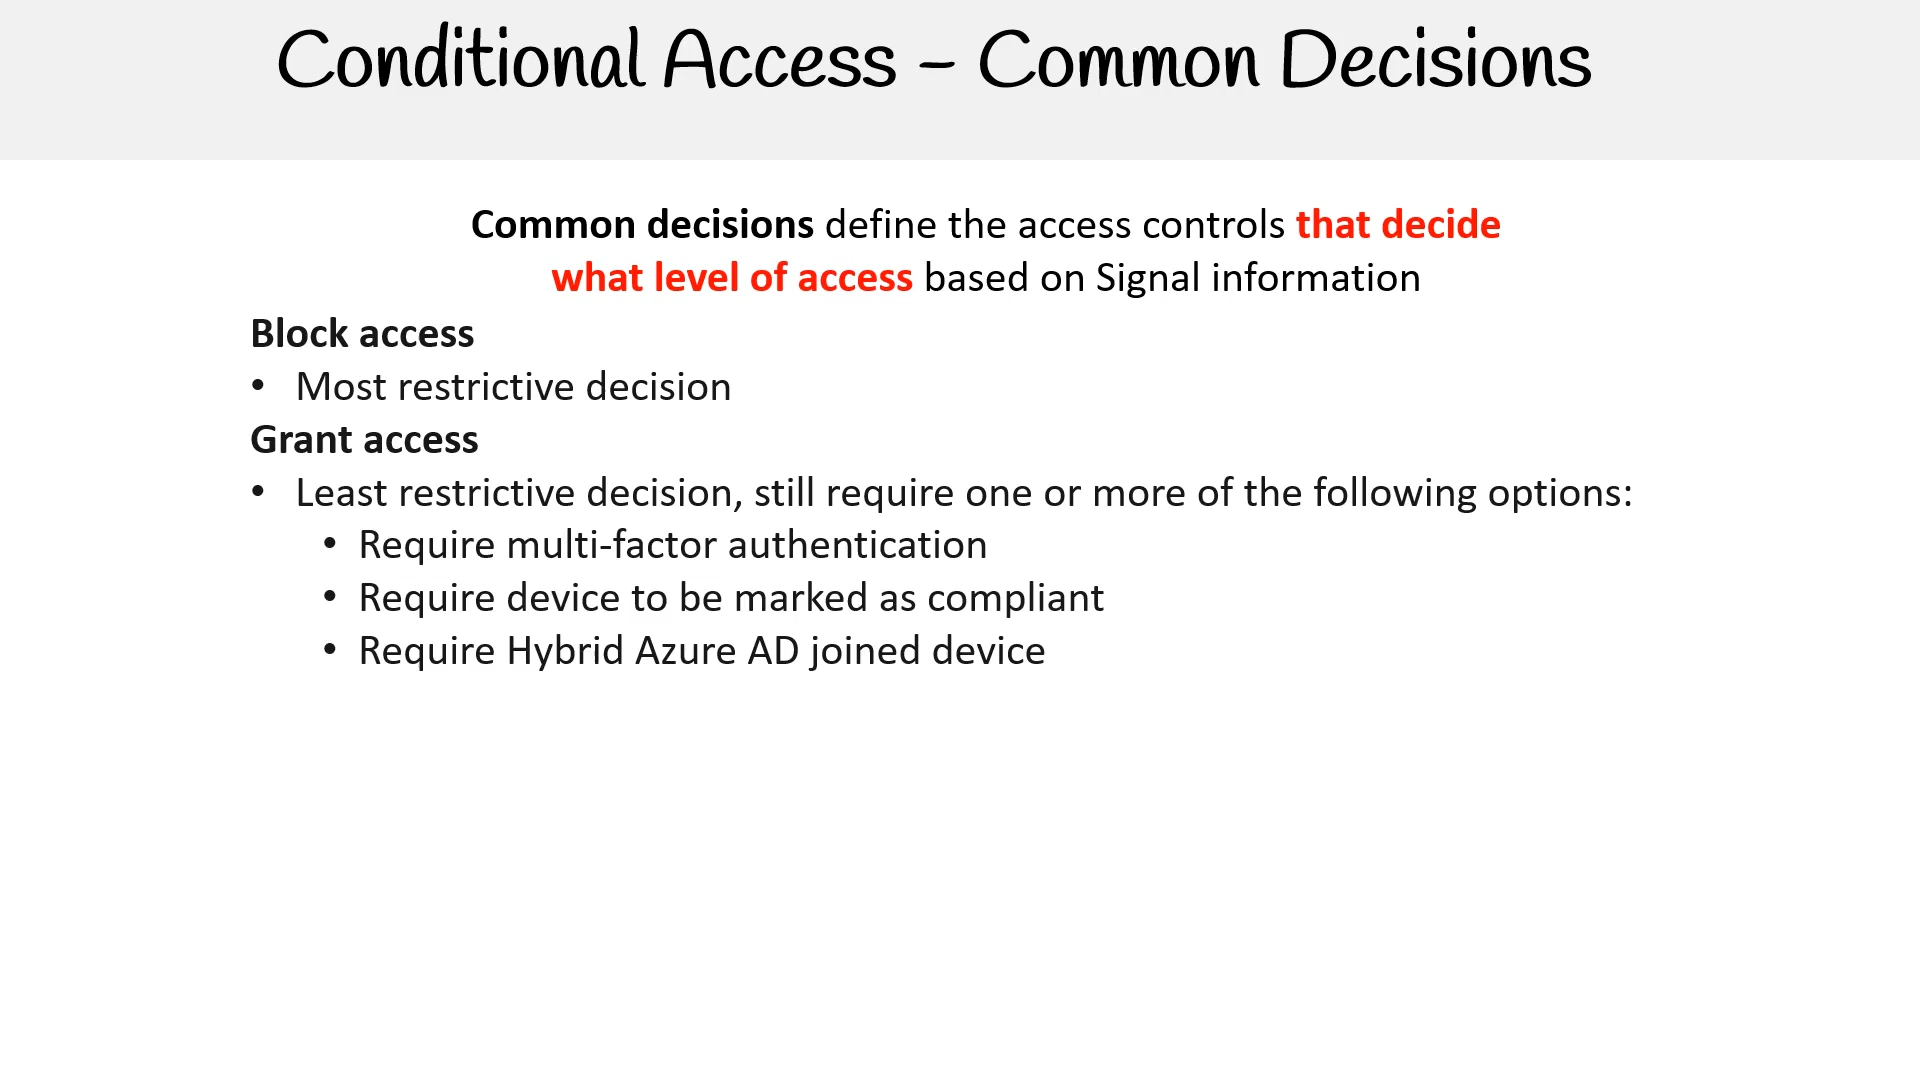 Conditional Access – Common Decisions
Common decisions define the access controls that decide
what level of access based on Signal information
Block access
• Most restrictive decision
Grant access
• Least restrictive decision, still require one or more of the following options:
• Require multi-factor authentication
• Require device to be marked as compliant
• Require Hybrid Azure AD joined device